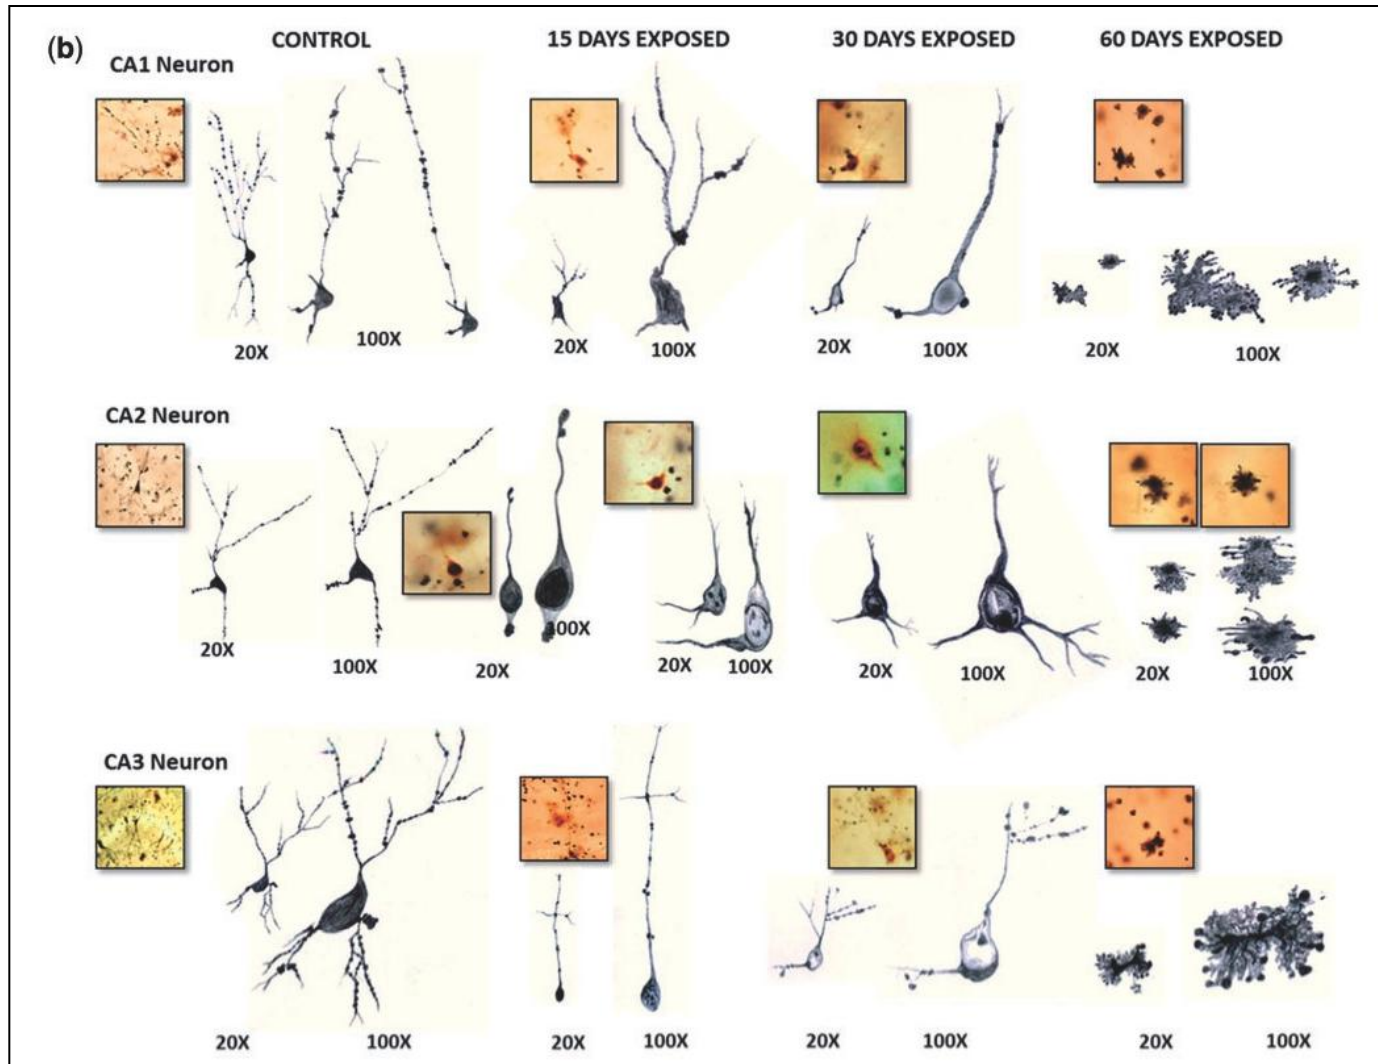 (b) CONTROL 15 DAYS EXPOSED 30 DAYS EXPOSED 60 DAYS EXPOSED
CA1 Neuron
20X 100X 20X 100X 20X 100X 20X 100X
CA2 Neuron
20X 100X 20X 100X 20X 100X 20X 100X 20X 100X
CA3 Neuron
20X 100X 20X 100X 20X 100X 20X 100X